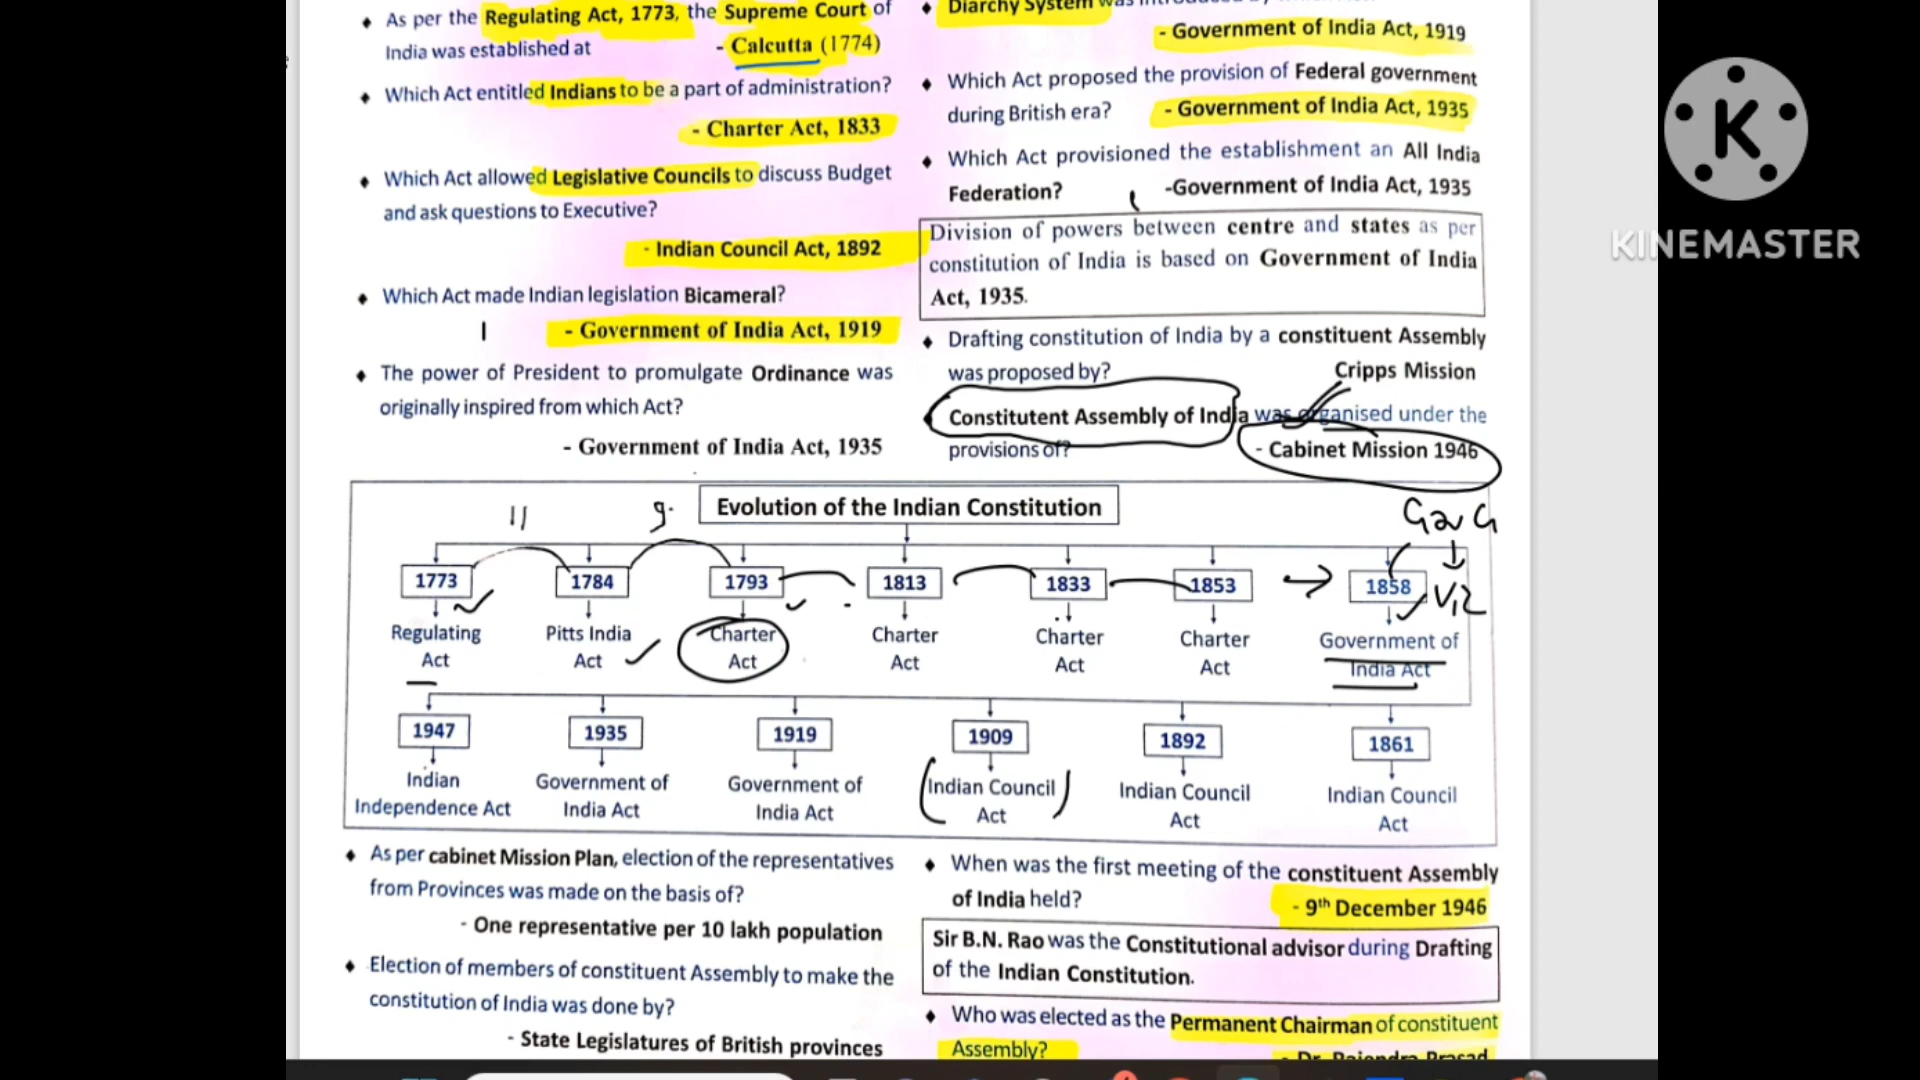 As per the Regulating Act, 1773, the Supreme Court of
India was established at - Calcutta (1774)
Which Act entitled Indians to be a part of administration?
- Charter Act, 1833
Which Act allowed Legislative Councils to discuss Budget
and ask questions to Executive?
- Indian Council Act, 1892
Which Act made Indian legislation Bicameral?
- Government of India Act, 1919
The power of President to promulgate Ordinance was
originally inspired from which Act?
- Government of India Act, 1935
Diarchy System was introduced by
- Government of India Act, 1919
Which Act proposed the provision of Federal government
during British era? - Government of India Act, 1935
Which Act provisioned the establishment an All India
Federation? -Government of India Act, 1935
Division of powers between centre and states as per
constitution of India is based on Government of India
Act, 1935.
Drafting constitution of India by a constituent Assembly
was proposed by? Cripps Mission
Constitutent Assembly of India was organised under the
provisions of? - Cabinet Mission 1946
Evolution of the Indian Constitution
11 9.
Gov G
Viz
1773 1784 1793 1813 1833 1853 1858
Regulating Pitts India Charter Charter Charter Charter Government of
Act Act Act Act Act Act India Act
1947 1935 1919 1909 1892 1861
Indian Government of Government of Indian Council Indian Council Indian Council
Independence Act India Act India Act Act Act Act
As per cabinet Mission Plan, election of the representatives
from Provinces was made on the basis of?
- One representative per 10 lakh population
Election of members of constituent Assembly to make the
constitution of India was done by?
- State Legislatures of British provinces
When was the first meeting of the constituent Assembly
of India held? - 9th December 1946
Sir B.N. Rao was the Constitutional advisor during Drafting
of the Indian Constitution.
Who was elected as the Permanent Chairman of constituent
Assembly? - Dr. Rajendra Prasad
K
KINEMASTER